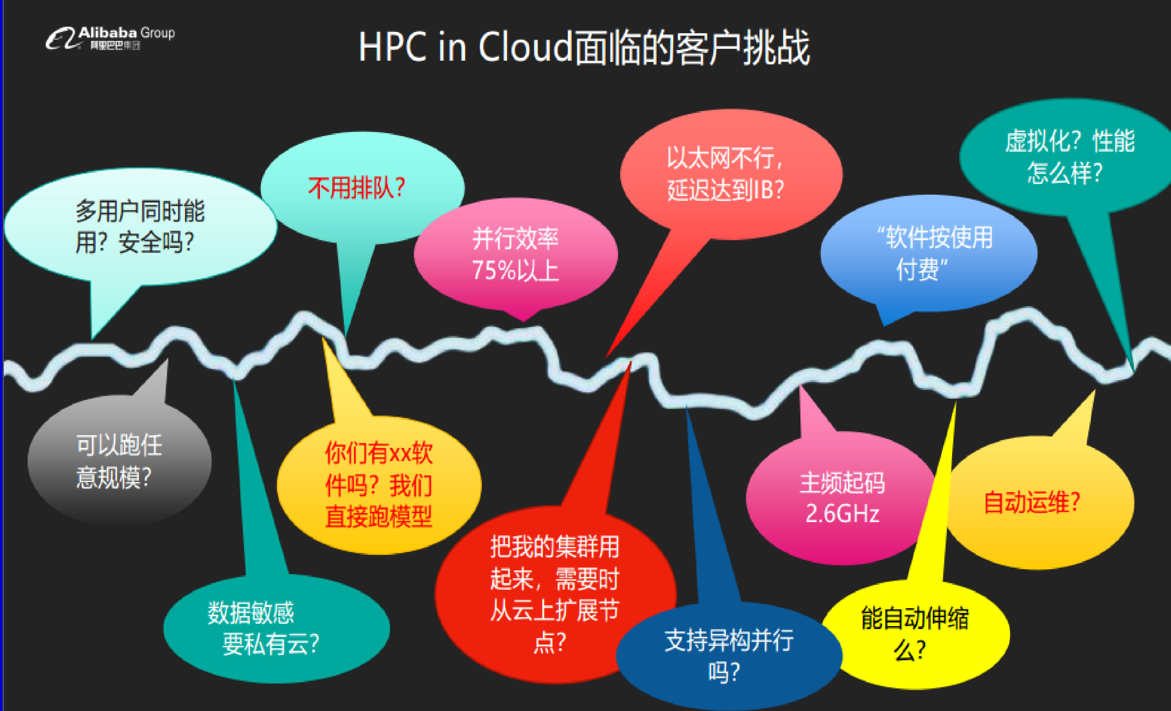 Alibaba Group
阿里巴巴集团
HPC in Cloud面临的客户挑战
多用户同时能
用？安全吗？
不用排队？
并行效率
75%以上
以太网不行，
延迟达到IB？
“软件按使用
付费”
虚拟化？性能
怎么样？
可以跑任
意规模？
数据敏感
要私有云？
你们有xx软
件吗？我们
直接跑模型
把我的集群用
起来，需要时
从云上扩展节
点？
支持异构并行
吗？
主频起码
2.6GHz
能自动伸缩
么？
自动运维？